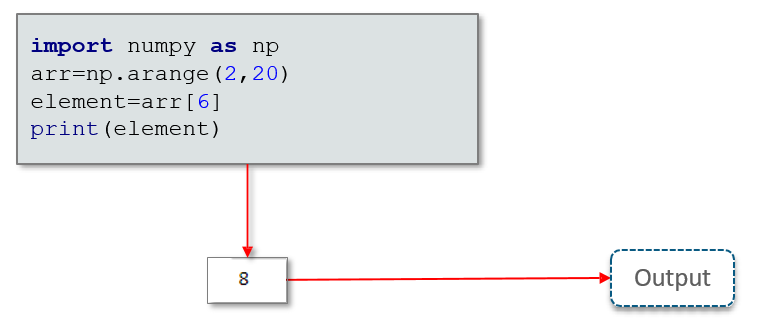 import numpy as np
arr=np.arange(2,20)
element=arr[6]
print(element)
8
Output